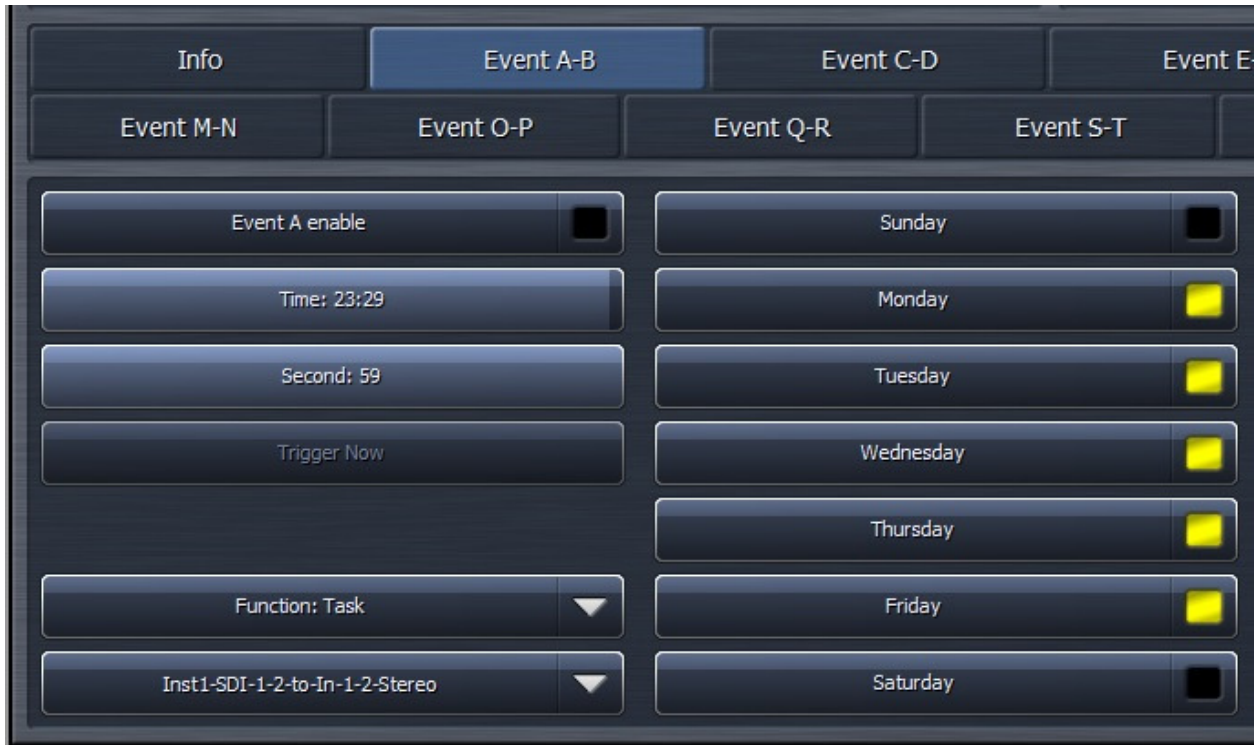 Info
Event A-B
Event C-D
Event E-
Event M-N
Event O-P
Event Q-R
Event S-T
Event A enable
Time: 23:29
Second: 59
Trigger Now
Function: Task
Inst1-SDI-1-2-to-In-1-2-Stereo
Sunday
Monday
Tuesday
Wednesday
Thursday
Friday
Saturday